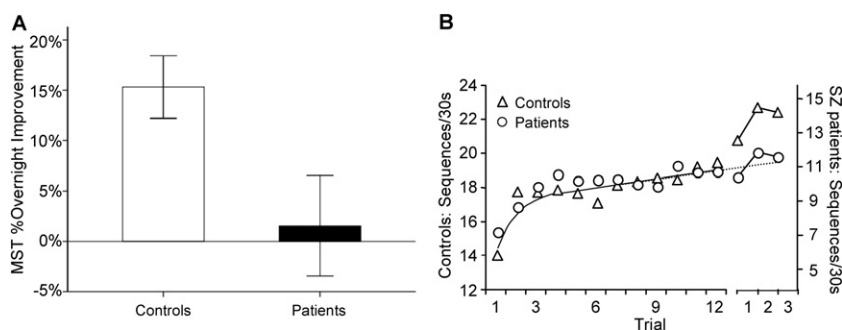 A
MST %Overnight Improvement
20%
15%
10%
5%
0%
-5%
Controls
Patients
B
Controls: Sequences/30s
24
22
20
18
16
14
12
Controls
Patients
1
3
6
9
12
1
2
3
Trial
15
13
11
9
7
5
SZ patients: Sequences/30s